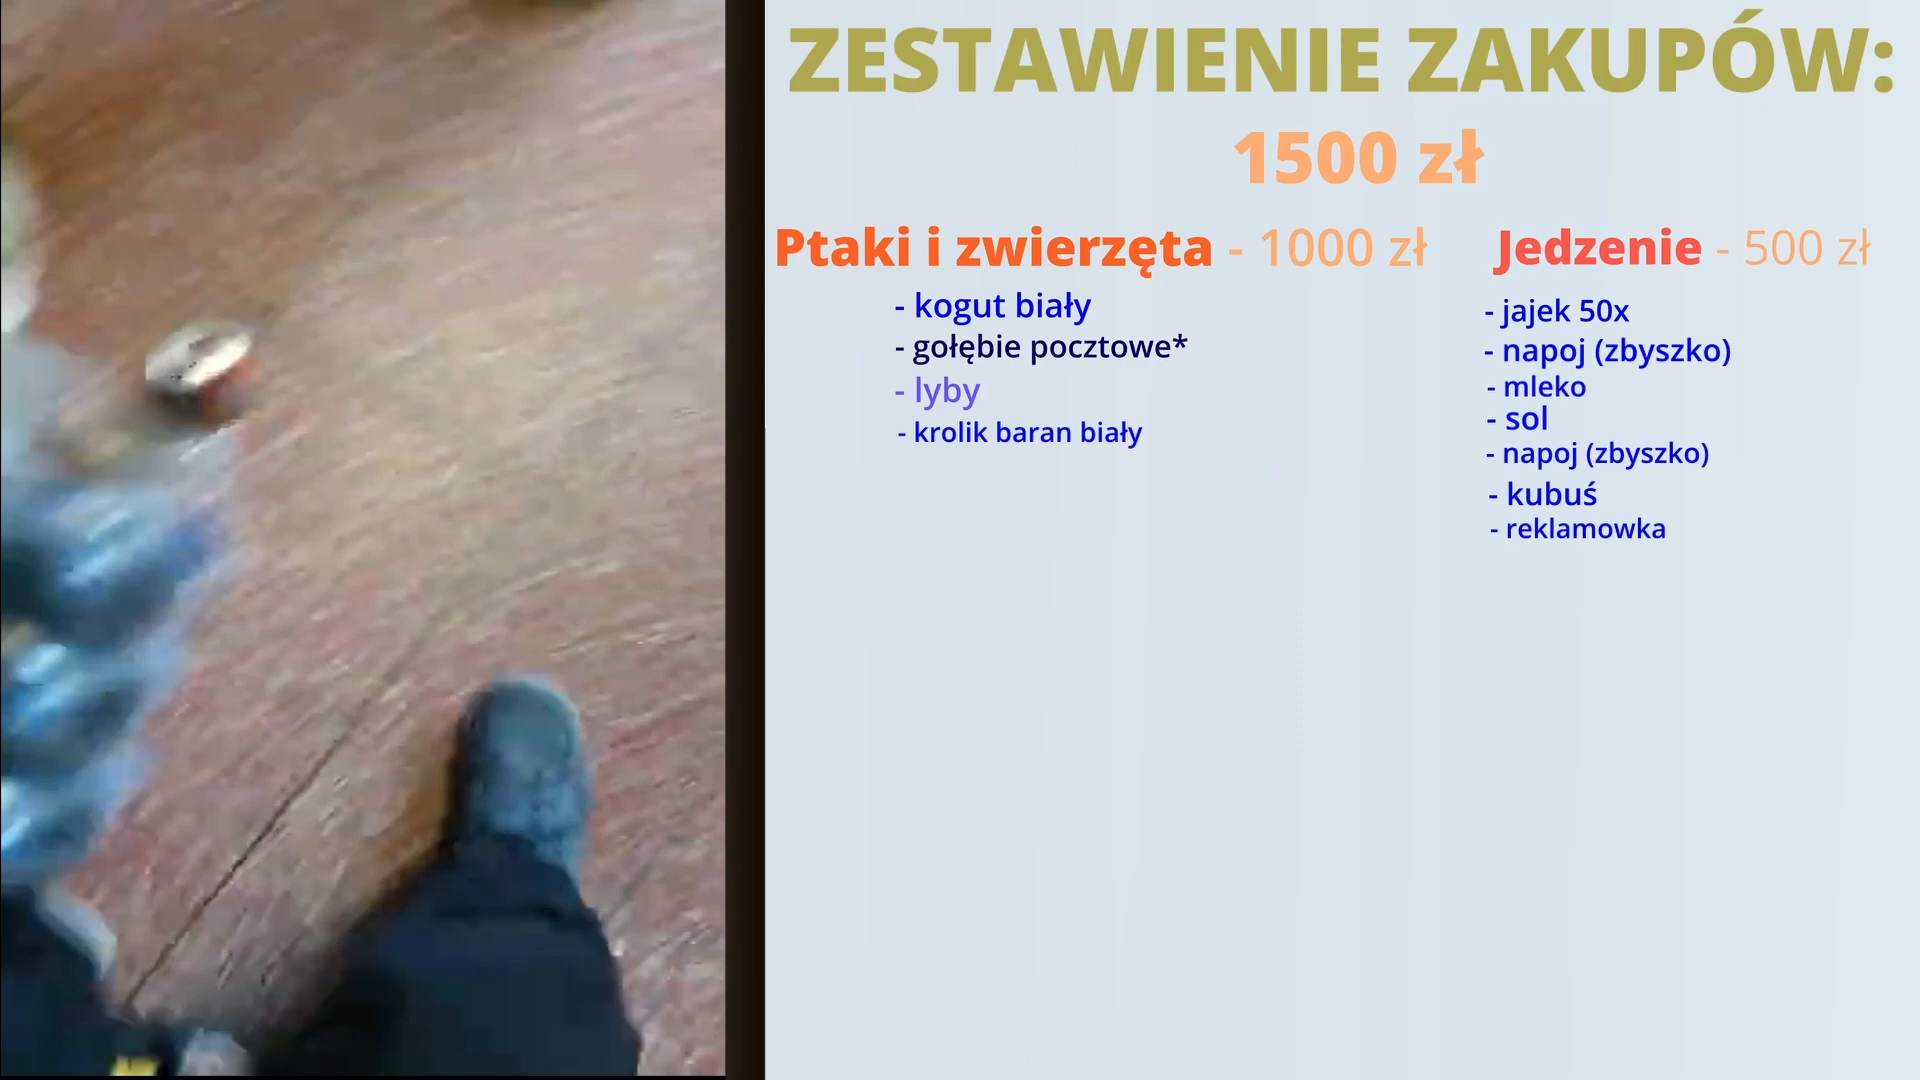 ZESTAWIENIE ZAKUPÓW:
1500 zł
Ptaki i zwierzęta - 1000 zł
- kogut biały
- gołębie pocztowe*
- lyby
- krolik baran biały
Jedzenie - 500 zł
- jajek 50x
- napoj (zbyszko)
- mleko
- sol
- napoj (zbyszko)
- kubuś
- reklamowka